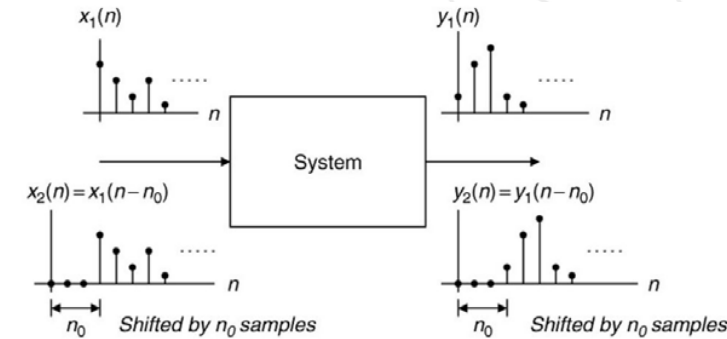 x₁(n)
y₁(n)
n
n
System
x₂(n)=x₁(n−n₀)
y₂(n)=y₁(n−n₀)
n
n
n₀
Shifted by n₀ samples
n₀
Shifted by n₀ samples